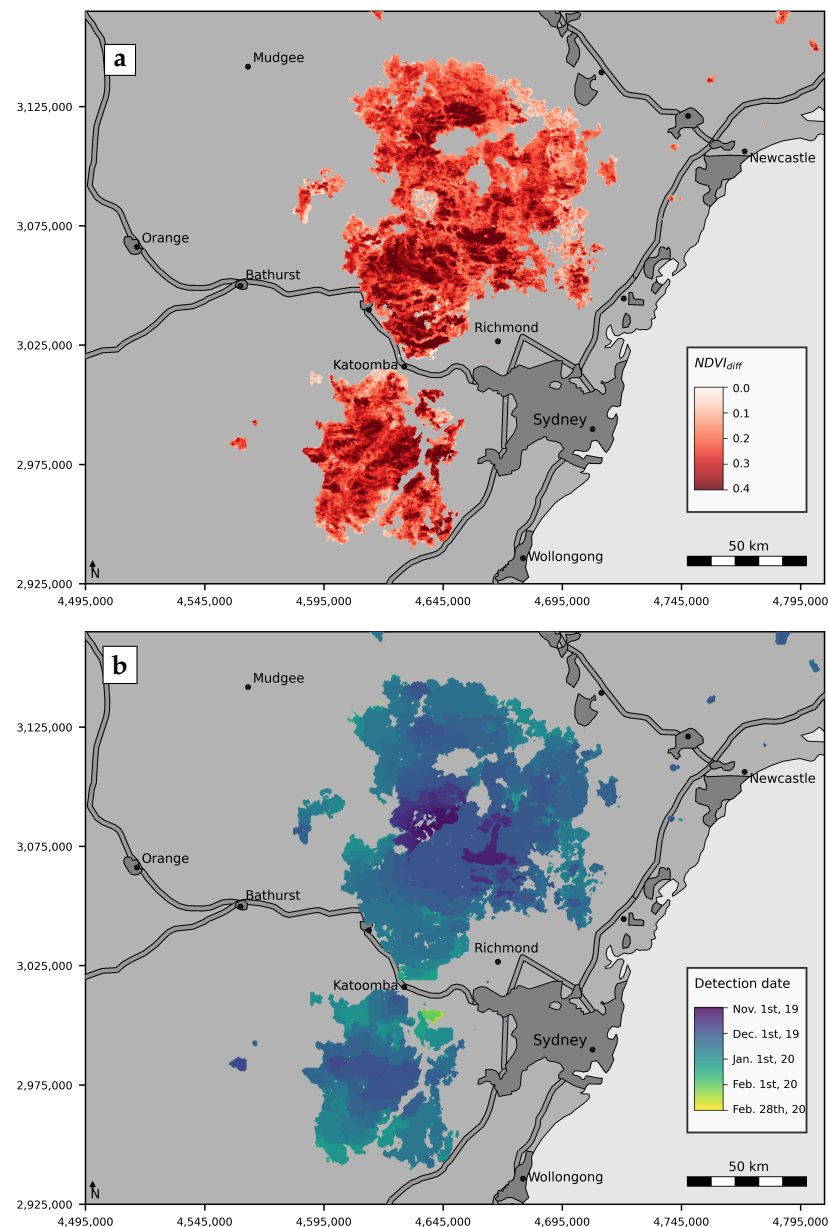 a
Mudgee
3,125,000
Newcastle
3,075,000
Orange
Bathurst
Richmond
3,025,000
Katoomba
NDVIdiff
0.0
0.1
0.2
0.3
0.4
Sydney
2,975,000
50 km
Wollongong
N
2,925,000
4,495,000 4,545,000 4,595,000 4,645,000 4,695,000 4,745,000 4,795,000
b
Mudgee
3,125,000
Newcastle
3,075,000
Orange
Bathurst
Richmond
3,025,000
Katoomba
Detection date
Nov. 1st, 19
Dec. 1st, 19
Jan. 1st, 20
Feb. 1st, 20
Feb. 28th, 20
Sydney
2,975,000
50 km
Wollongong
N
2,925,000
4,495,000 4,545,000 4,595,000 4,645,000 4,695,000 4,745,000 4,795,000